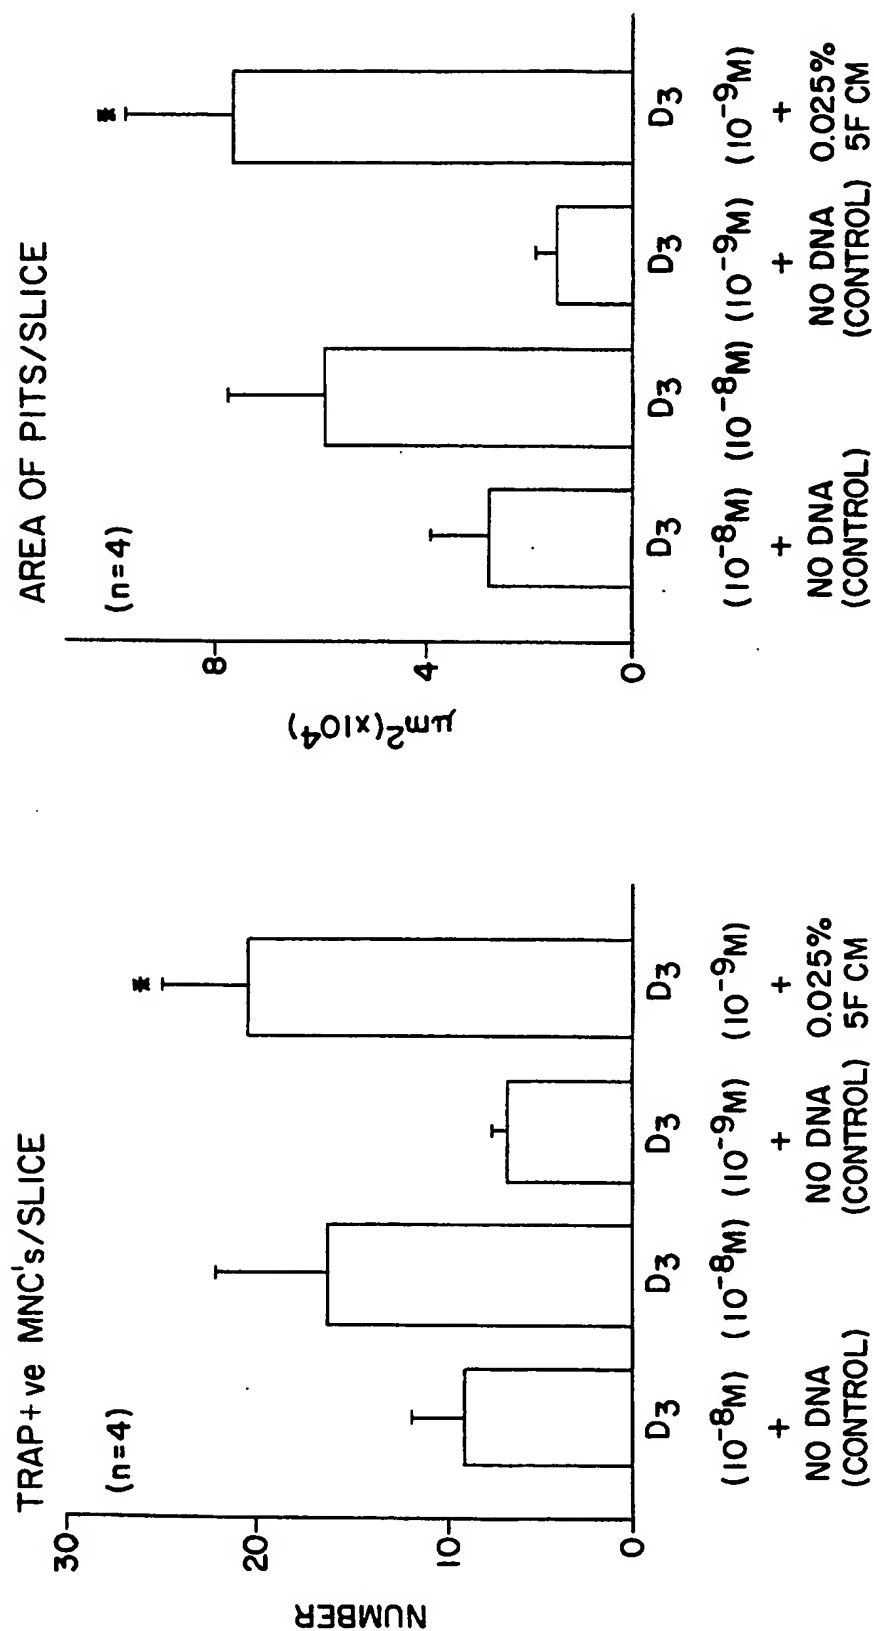 TRAP+ve MNC's/SLICE
(n=4)
NUMBER
30
20
10
0
D3 D3 D3 D3
(10-8M) (10-8M) (10-9M) (10-9M)
+ + +
NO DNA NO DNA 0.025%
(CONTROL) (CONTROL) 5F CM
*
AREA OF PITS/SLICE
(n=4)
μm2(x104)
8
4
0
D3 D3 D3 D3
(10-8M) (10-8M) (10-9M) (10-9M)
+ + +
NO DNA NO DNA 0.025%
(CONTROL) (CONTROL) 5F CM
*